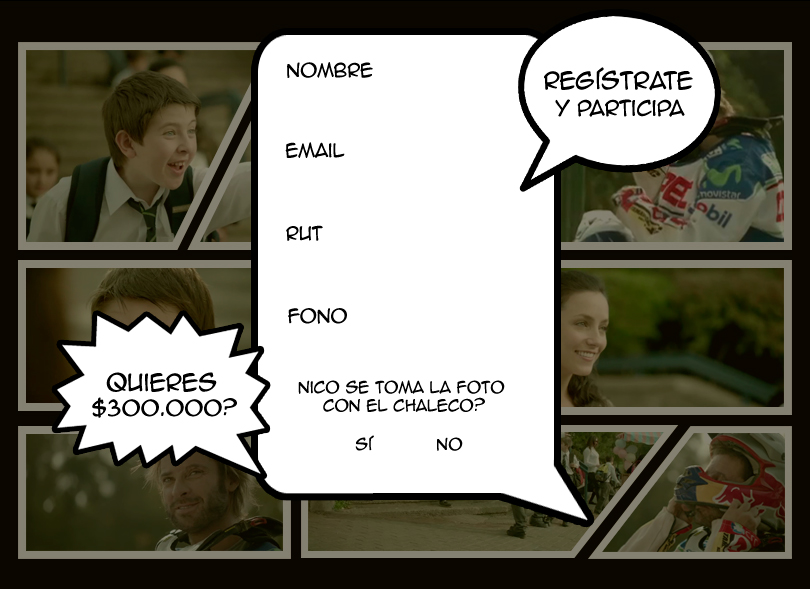 NOMBRE
REGÍSTRATE
Y PARTICIPA
EMAIL
movistar
RUT
FONO
QUIERES
$300.000?
NICO SE TOMA LA FOTO
CON EL CHALECO?
SÍ NO